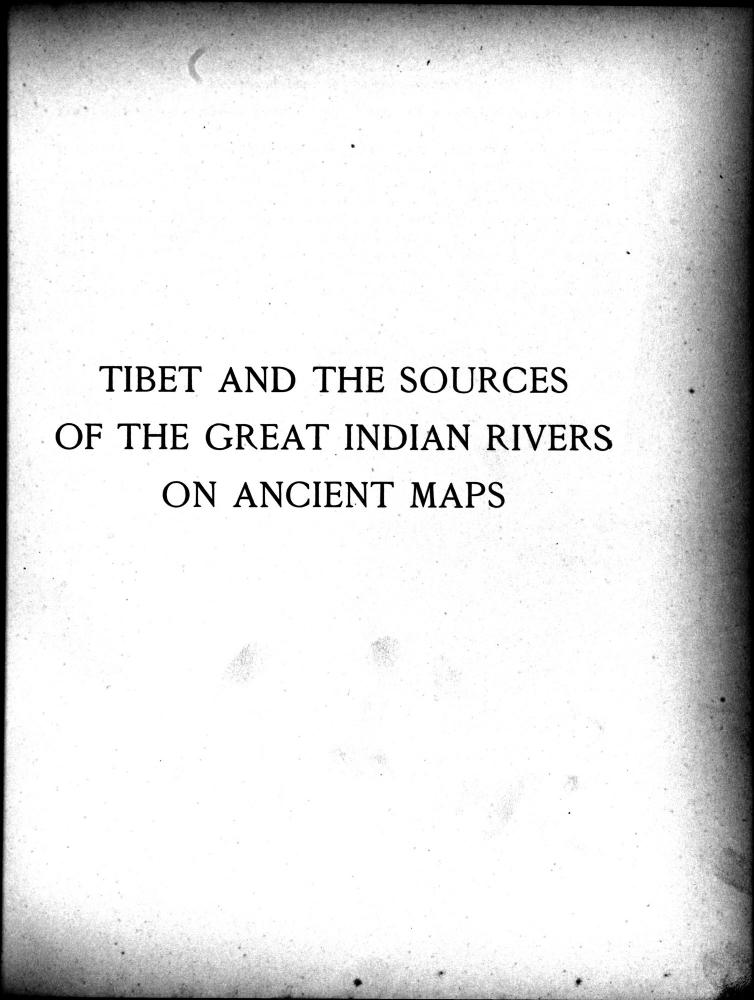 TIBET AND THE SOURCES
OF THE GREAT INDIAN RIVERS
ON ANCIENT MAPS